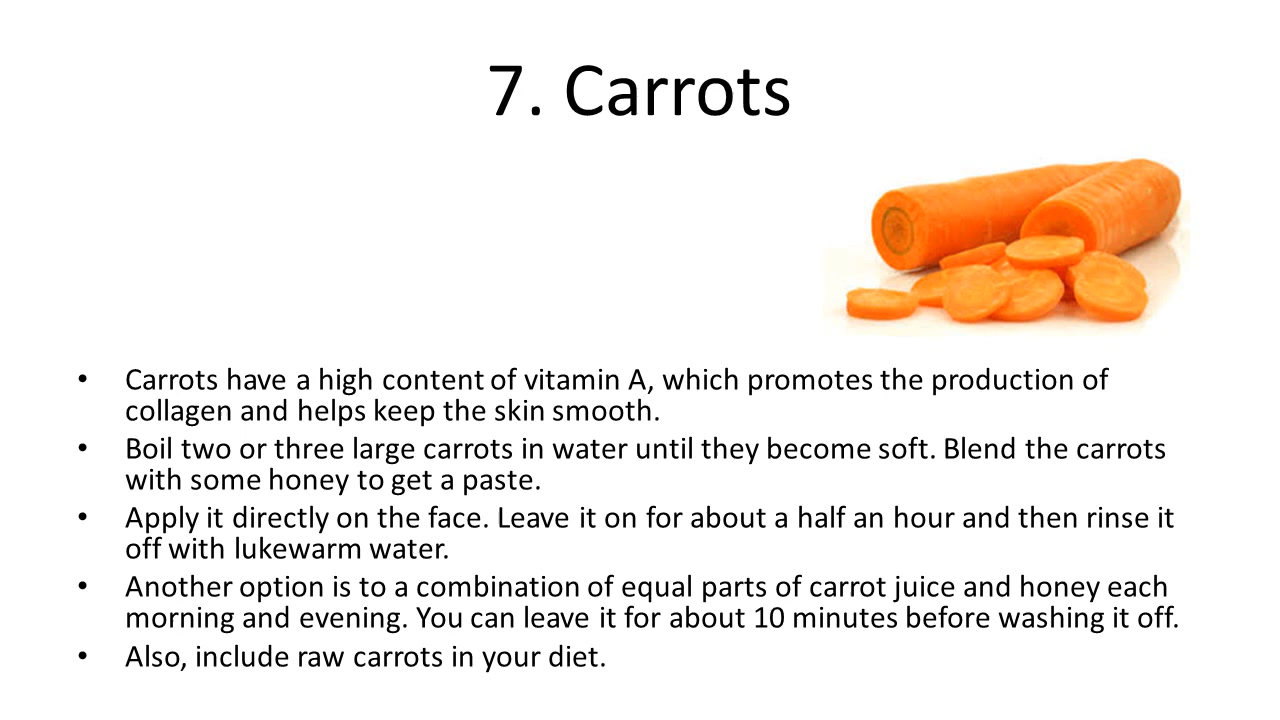 7. Carrots
• Carrots have a high content of vitamin A, which promotes the production of
collagen and helps keep the skin smooth.
• Boil two or three large carrots in water until they become soft. Blend the carrots
with some honey to get a paste.
• Apply it directly on the face. Leave it on for about a half an hour and then rinse it
off with lukewarm water.
• Another option is to a combination of equal parts of carrot juice and honey each
morning and evening. You can leave it for about 10 minutes before washing it off.
• Also, include raw carrots in your diet.